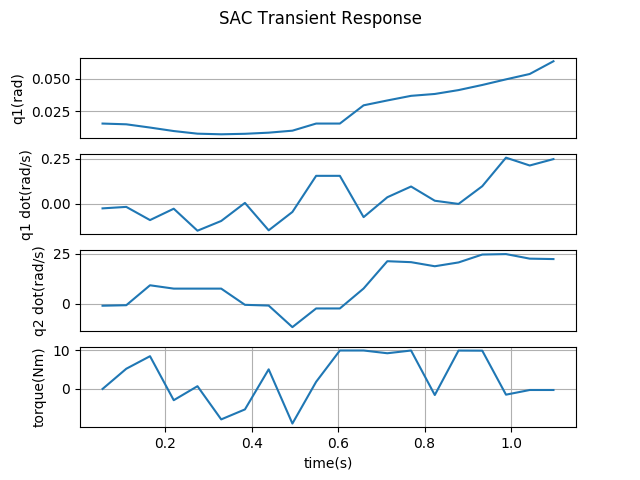 SAC Transient Response
q1(rad)
0.050
0.025
q1 dot(rad/s)
0.25
0.00
q2 dot(rad/s)
25
0
torque(Nm)
10
0
0.2 0.4 0.6 0.8 1.0
time(s)